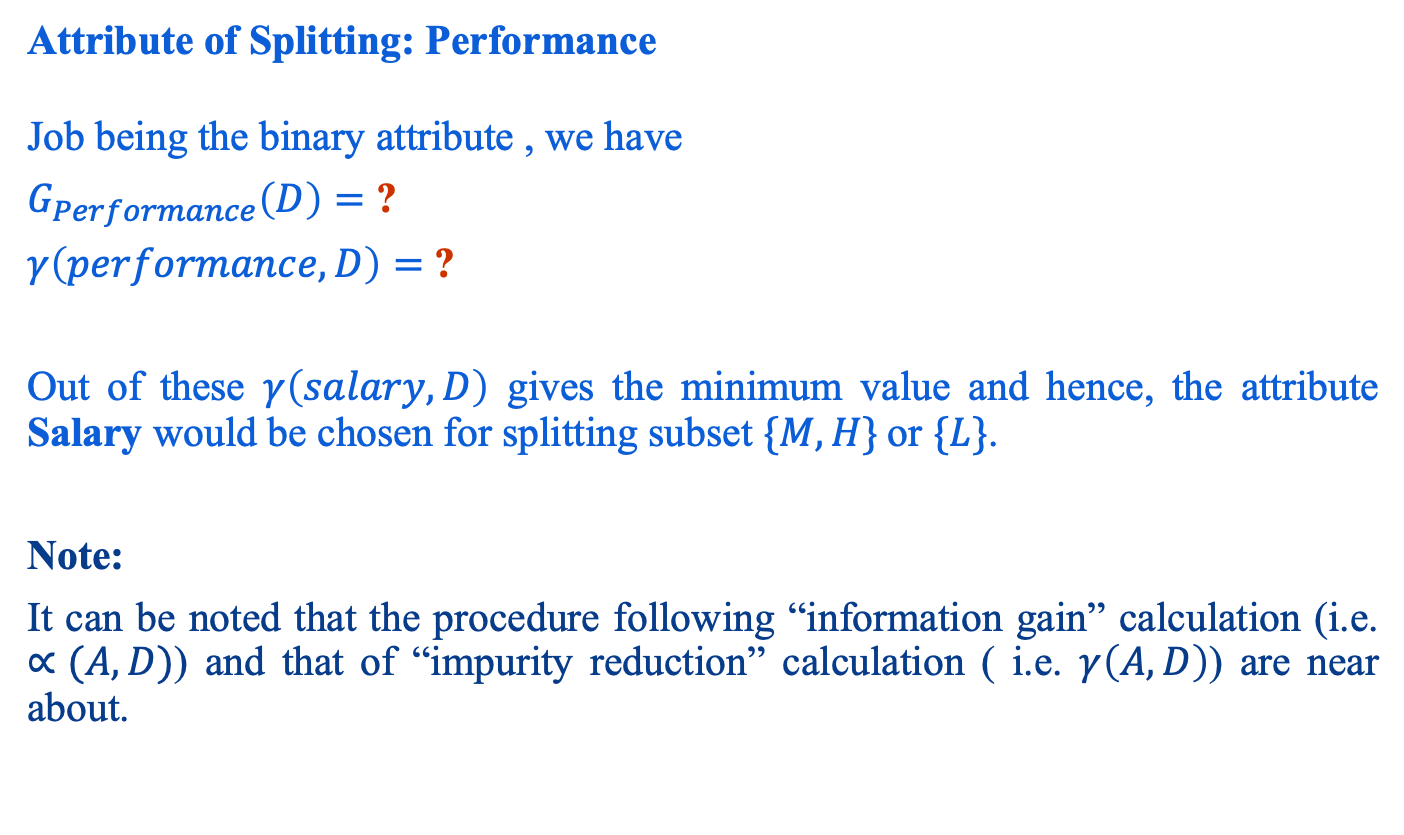 Attribute of Splitting: Performance
Job being the binary attribute , we have
G_{Performance}(D) = ?
γ(performance, D) = ?
Out of these γ(salary, D) gives the minimum value and hence, the attribute
Salary would be chosen for splitting subset {M, H} or {L}.
Note:
It can be noted that the procedure following “information gain” calculation (i.e.
∝ (A, D)) and that of “impurity reduction” calculation ( i.e. γ(A, D)) are near
about.